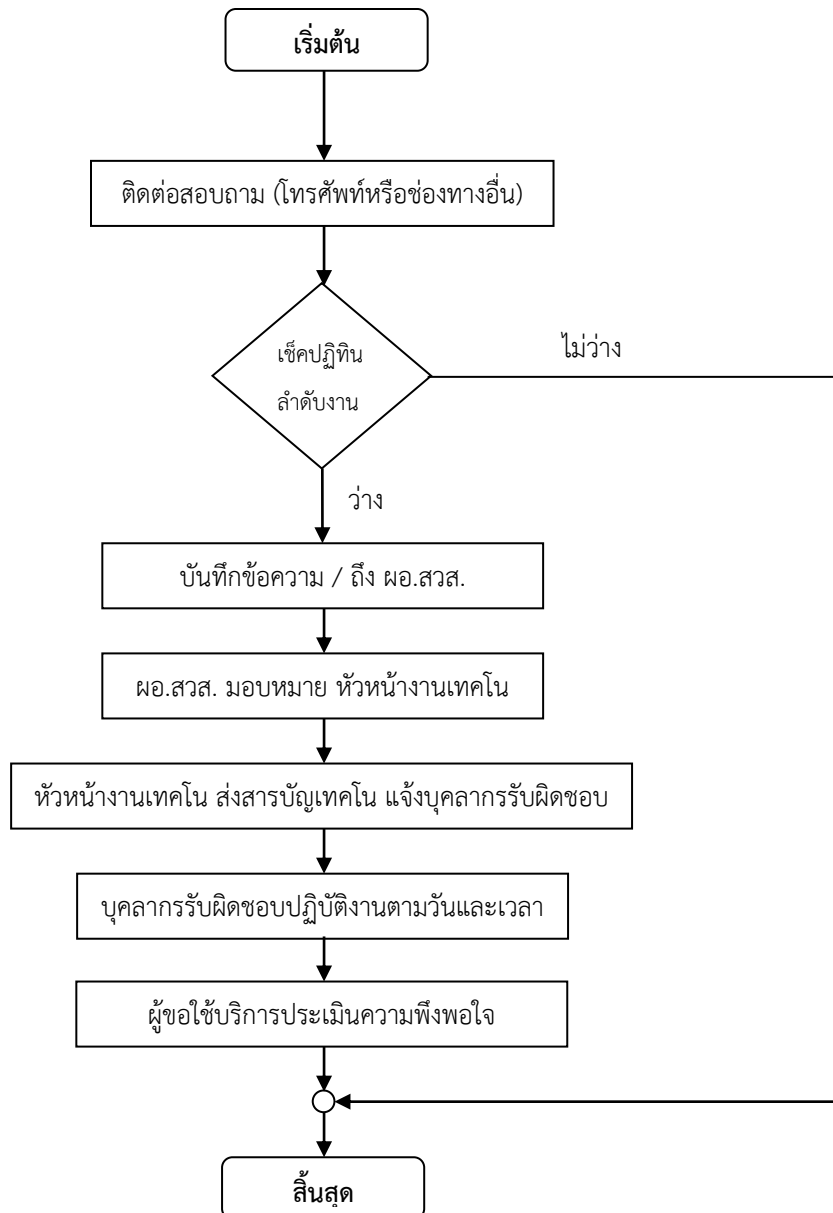 เริ่มต้น
ติดต่อสอบถาม (โทรศัพท์หรือช่องทางอื่น)
เช็คปฏิทิน
ลำดับงาน
ไม่ว่าง
ว่าง
บันทึกข้อความ / ถึง ผอ.สวส.
ผอ.สวส. มอบหมาย หัวหน้างานเทคโน
หัวหน้างานเทคโน ส่งสารบัญเทคโน แจ้งบุคลากรรับผิดชอบ
บุคลากรรับผิดชอบปฏิบัติงานตามวันและเวลา
ผู้ขอใช้บริการประเมินความพึงพอใจ
สิ้นสุด